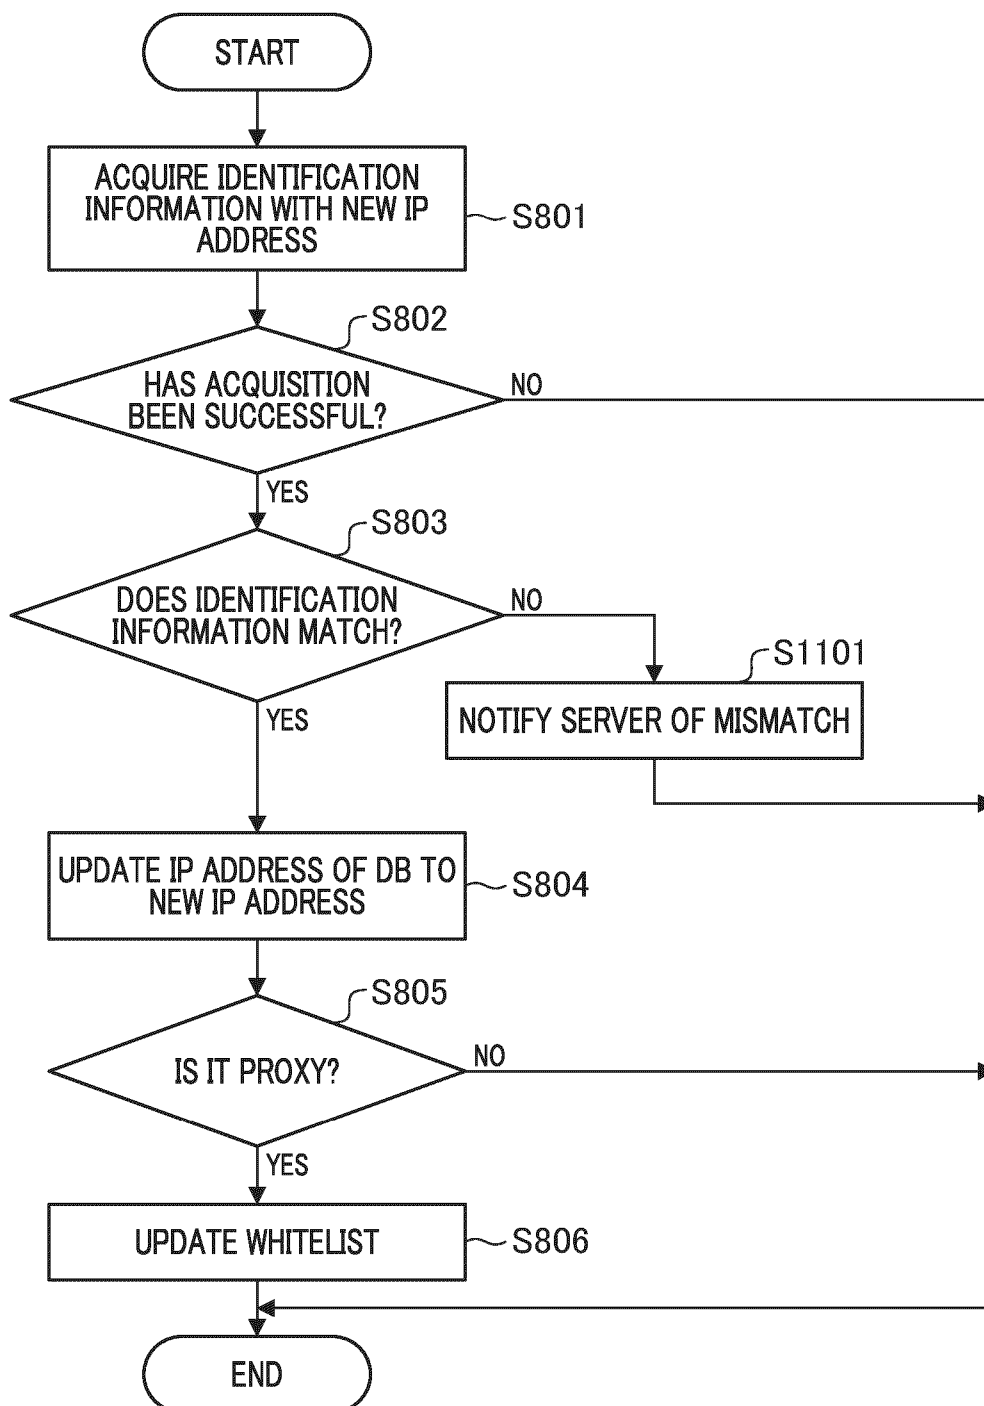 START
ACQUIRE IDENTIFICATION
INFORMATION WITH NEW IP
ADDRESS
S801
S802
HAS ACQUISITION
BEEN SUCCESSFUL?
NO
YES
S803
DOES IDENTIFICATION
INFORMATION MATCH?
NO
S1101
NOTIFY SERVER OF MISMATCH
YES
UPDATE IP ADDRESS OF DB TO
NEW IP ADDRESS
S804
S805
IS IT PROXY?
NO
YES
UPDATE WHITELIST
S806
END